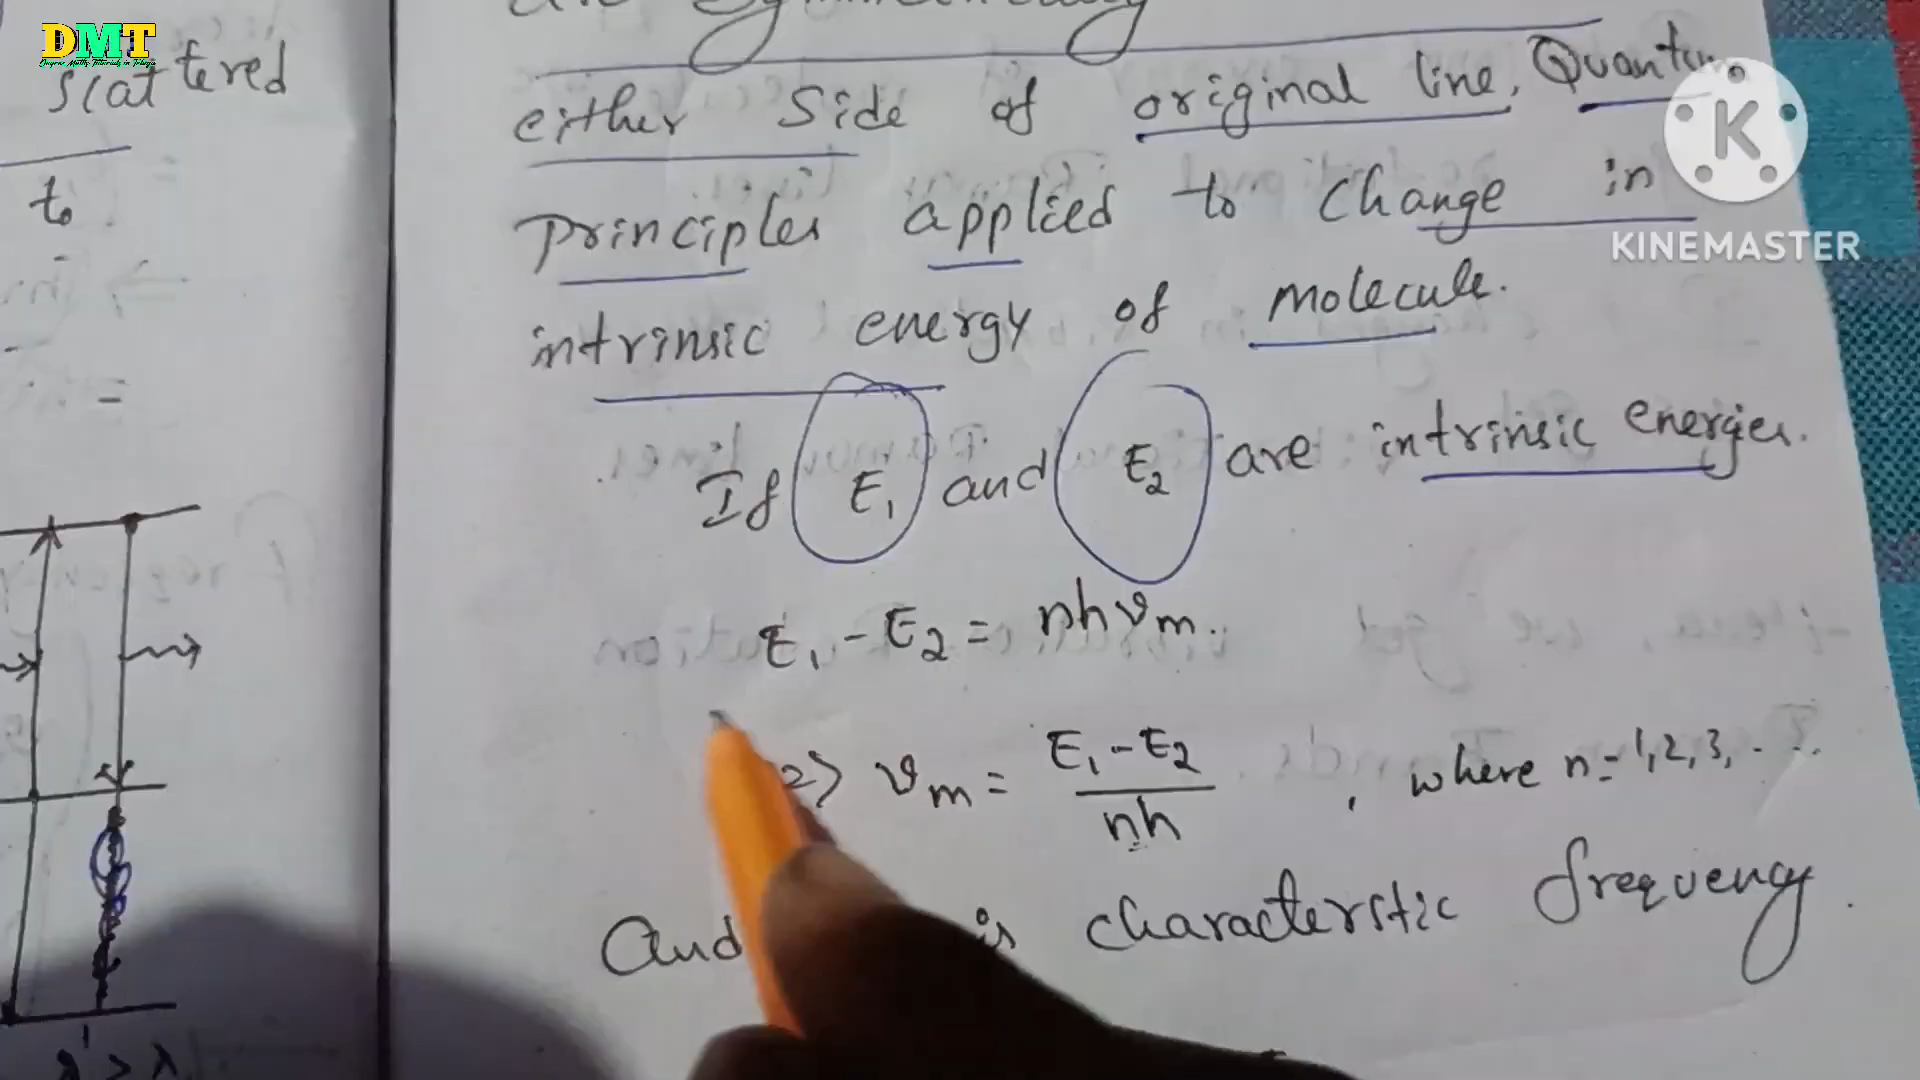 DMT
scattered
to
either side of original line. Quantum
principles applied to change in
intrinsic energy of molecule.
If E₁ and E₂ are intrinsic energies.
E₁ - E₂ = nhνm.
=> νm = E₁ - E₂ / nh , where n = 1, 2, 3, ...
and is characterstic frequency.
λ' > λ
K
KINEMASTER